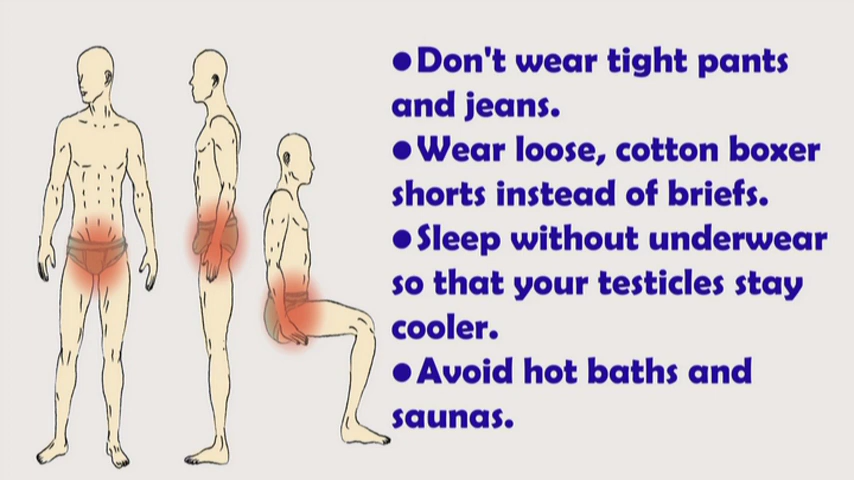 ●Don't wear tight pants
and jeans.
●Wear loose, cotton boxer
shorts instead of briefs.
●Sleep without underwear
so that your testicles stay
cooler.
●Avoid hot baths and
saunas.